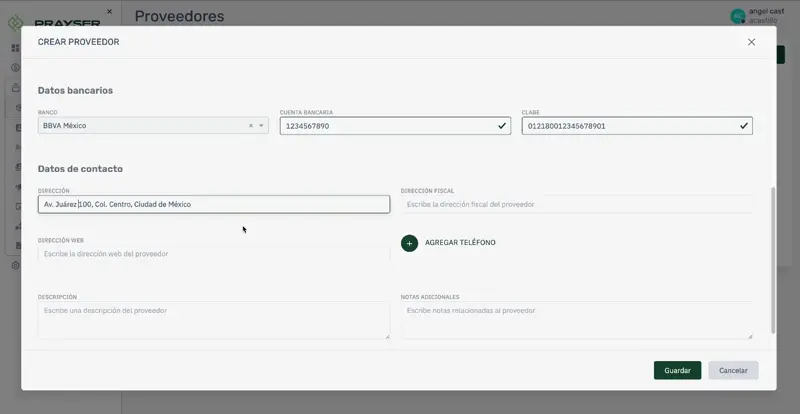 PRAYSER
Proveedores
angel cast
acastillo
CREAR PROVEEDOR
Datos bancarios
BANCO
CUENTA BANCARIA
CLABE
BBVA México
1234567890
012180012345678901
Datos de contacto
DIRECCIÓN
DIRECCIÓN FISCAL
Av. Juárez 100, Col. Centro, Ciudad de México
Escribe la dirección fiscal del proveedor
DIRECCIÓN WEB
AGREGAR TELÉFONO
Escribe la dirección web del proveedor
DESCRIPCIÓN
NOTAS ADICIONALES
Escribe una descripción del proveedor
Escribe notas relacionadas al proveedor
Guardar
Cancelar